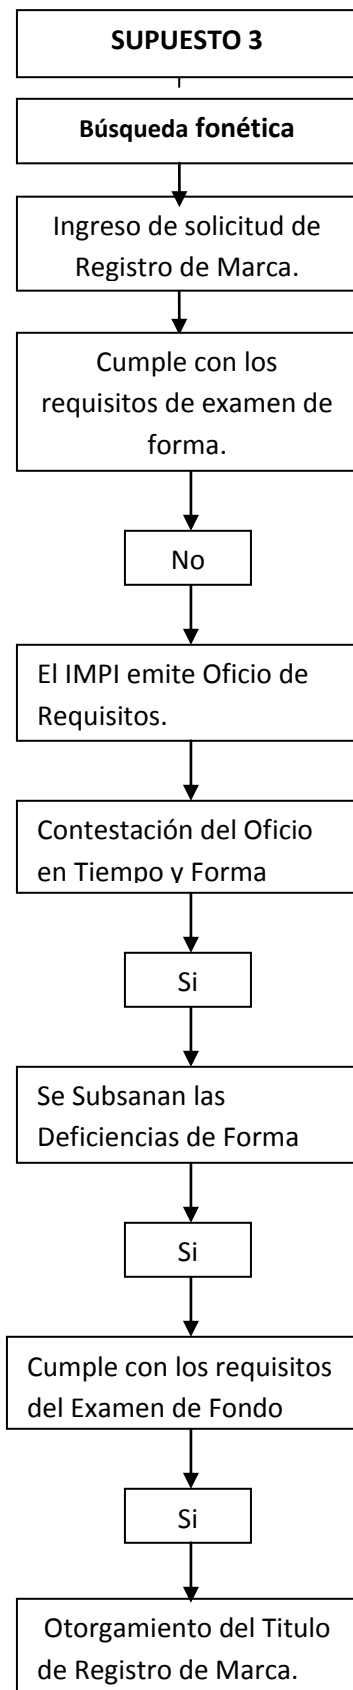 SUPUESTO 3
Búsqueda fonética
Ingreso de solicitud de
Registro de Marca.
Cumple con los
requisitos de examen de
forma.
No
El IMPI emite Oficio de
Requisitos.
Contestación del Oficio
en Tiempo y Forma
Si
Se Subsanan las
Deficiencias de Forma
Si
Cumple con los requisitos
del Examen de Fondo
Si
Otorgamiento del Titulo
de Registro de Marca.